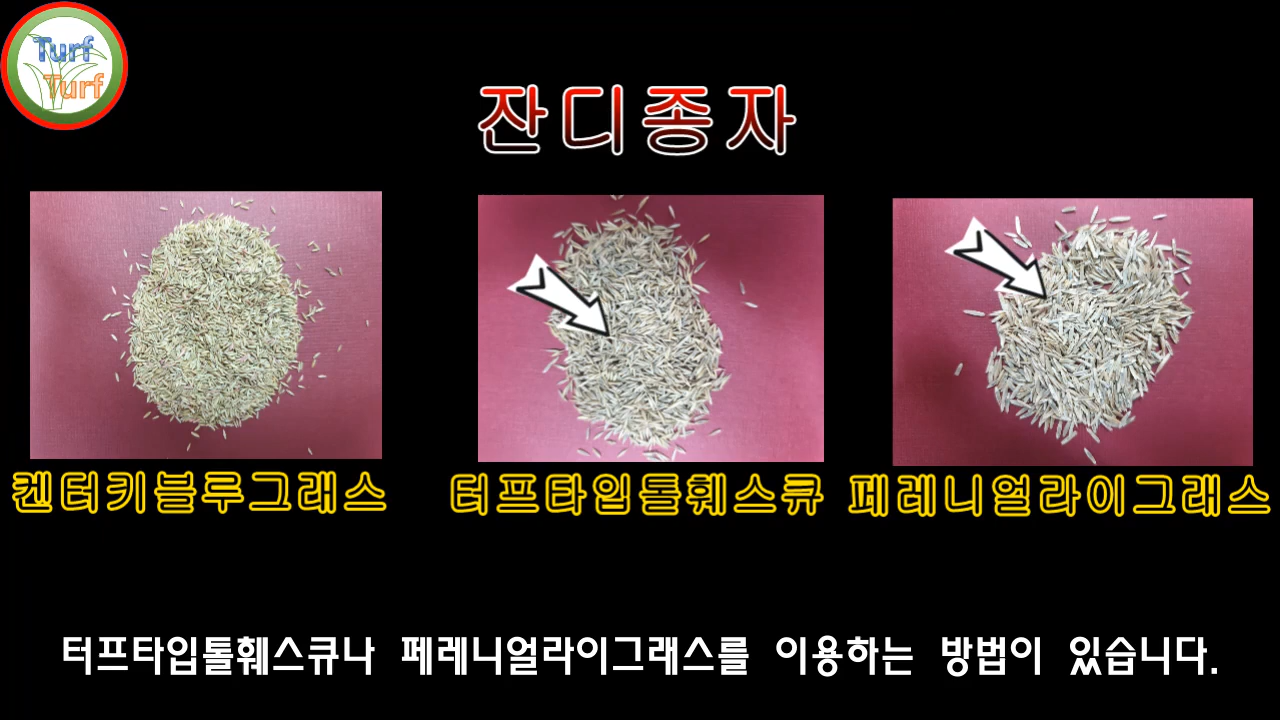 Turf
Turf
잔디종자
켄터키블루그래스
터프타입톨훼스큐
페레니얼라이그래스
터프타입톨훼스큐나 페레니얼라이그래스를 이용하는 방법이 있습니다.